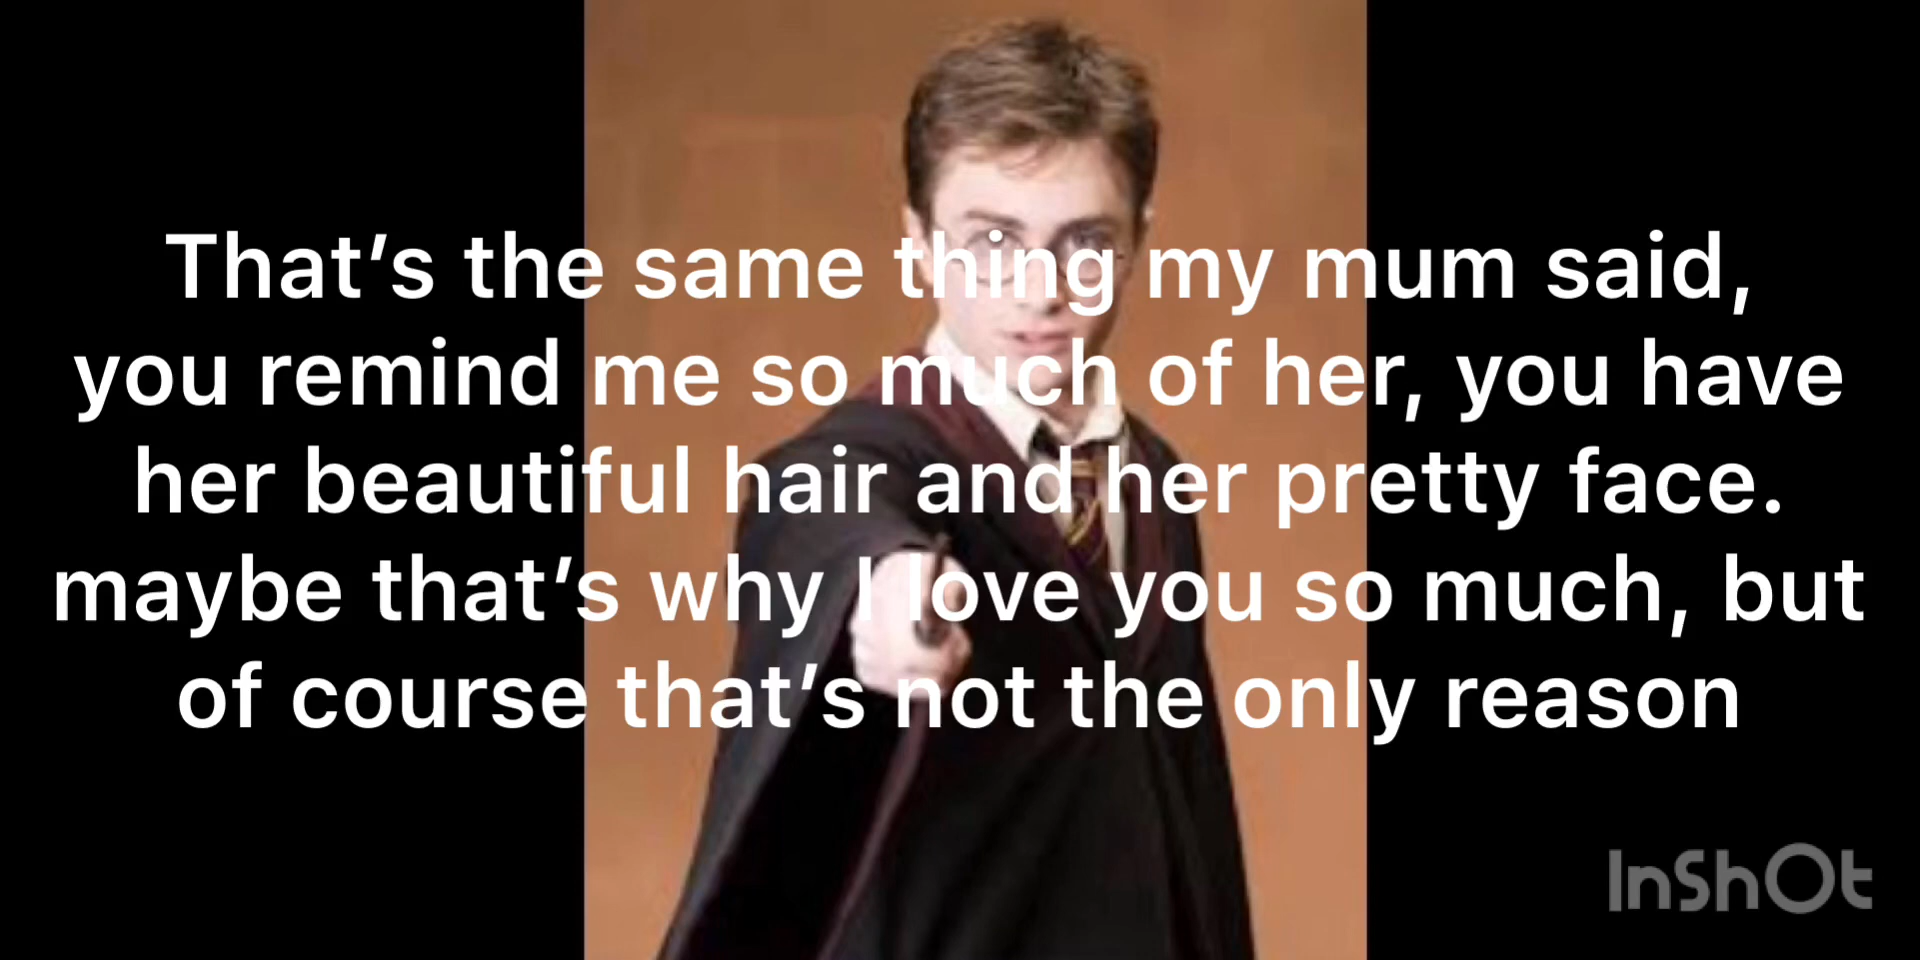 That’s the same thing my mum said,
you remind me so much of her, you have
her beautiful hair and her pretty face.
maybe that’s why I love you so much, but
of course that’s not the only reason
InShOt